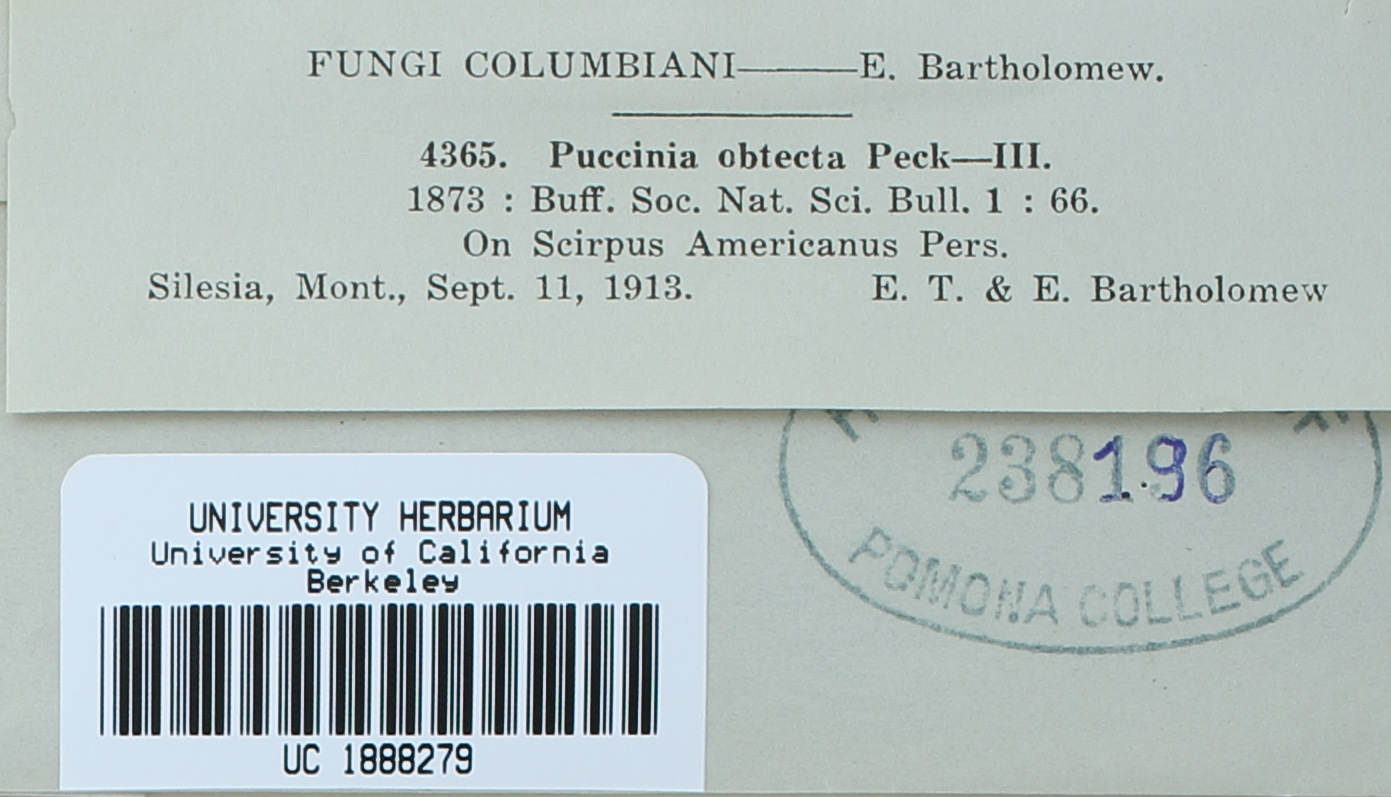 FUNGI COLUMBIANI———E. Bartholomew.
4365. Puccinia obtecta Peck—III.
1873 : Buff. Soc. Nat. Sci. Bull. 1 : 66.
On Scirpus Americanus Pers.
Silesia, Mont., Sept. 11, 1913. E. T. & E. Bartholomew
238196
POMONA COLLEGE
UNIVERSITY HERBARIUM
University of California
Berkeley
UC 1888279